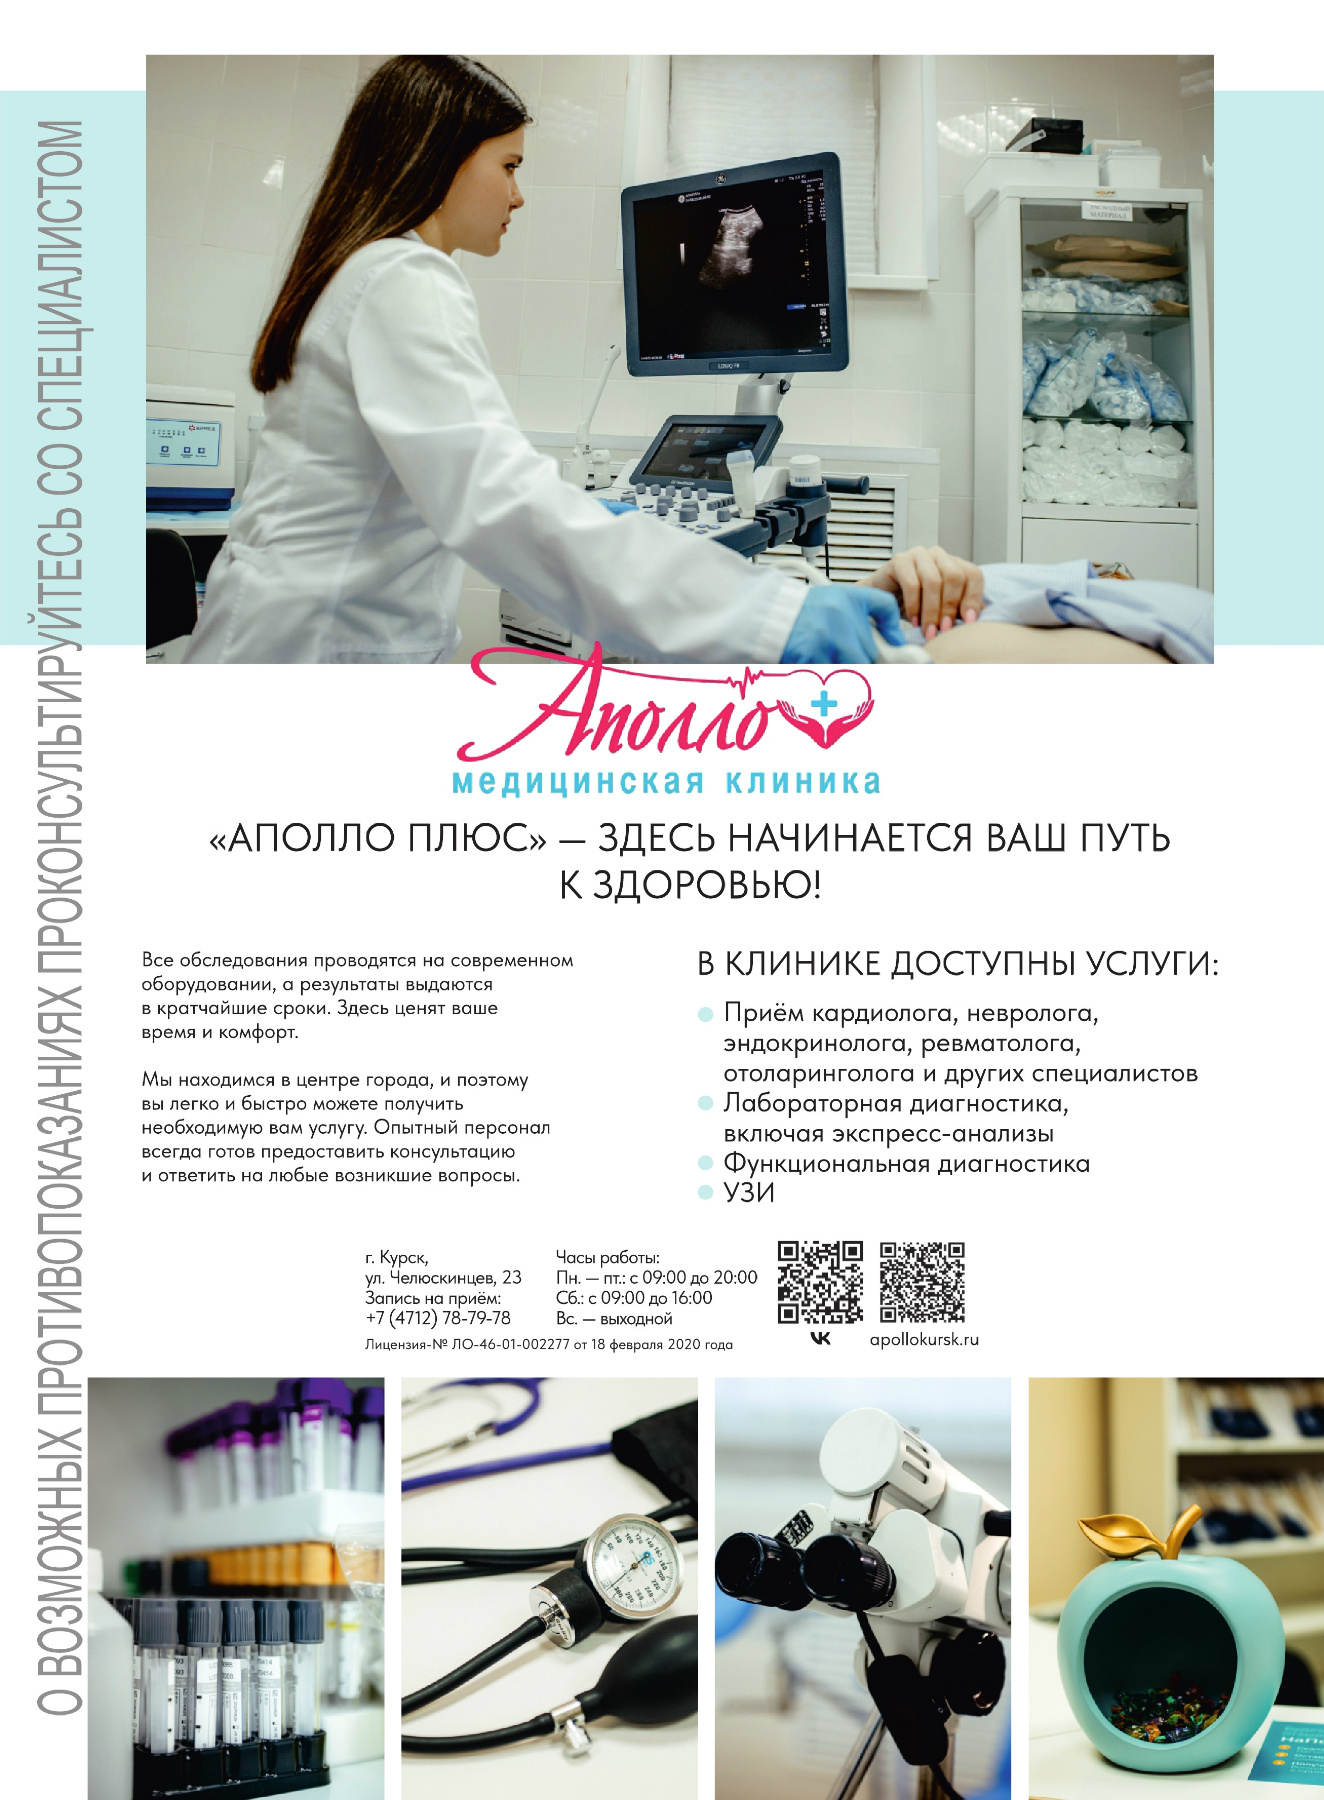 О ВОЗМОЖНЫХ ПРОТИВОПОКАЗАНИЯХ ПРОКОНСУЛЬТИРУЙТЕСЬ СО СПЕЦИАЛИСТОМ
РАСХОДНЫЙ
МАТЕРИАЛ
Аполло
медицинская клиника
«АПОЛЛО ПЛЮС» — ЗДЕСЬ НАЧИНАЕТСЯ ВАШ ПУТЬ
К ЗДОРОВЬЮ!
Все обследования проводятся на современном
оборудовании, а результаты выдаются
в кратчайшие сроки. Здесь ценят ваше
время и комфорт.
Мы находимся в центре города, и поэтому
вы легко и быстро можете получить
необходимую вам услугу. Опытный персонал
всегда готов предоставить консультацию
и ответить на любые возникшие вопросы.
В КЛИНИКЕ ДОСТУПНЫ УСЛУГИ:
Приём кардиолога, невролога,
эндокринолога, ревматолога,
отоларинголога и других специалистов
Лабораторная диагностика,
включая экспресс-анализы
Функциональная диагностика
УЗИ
г. Курск,
ул. Челюскинцев, 23
Запись на приём:
+7 (4712) 78-79-78
Часы работы:
Пн. — пт.: с 09:00 до 20:00
Сб.: с 09:00 до 16:00
Вс. — выходной
Лицензия-№ ЛО-46-01-002277 от 18 февраля 2020 года
apollokursk.ru